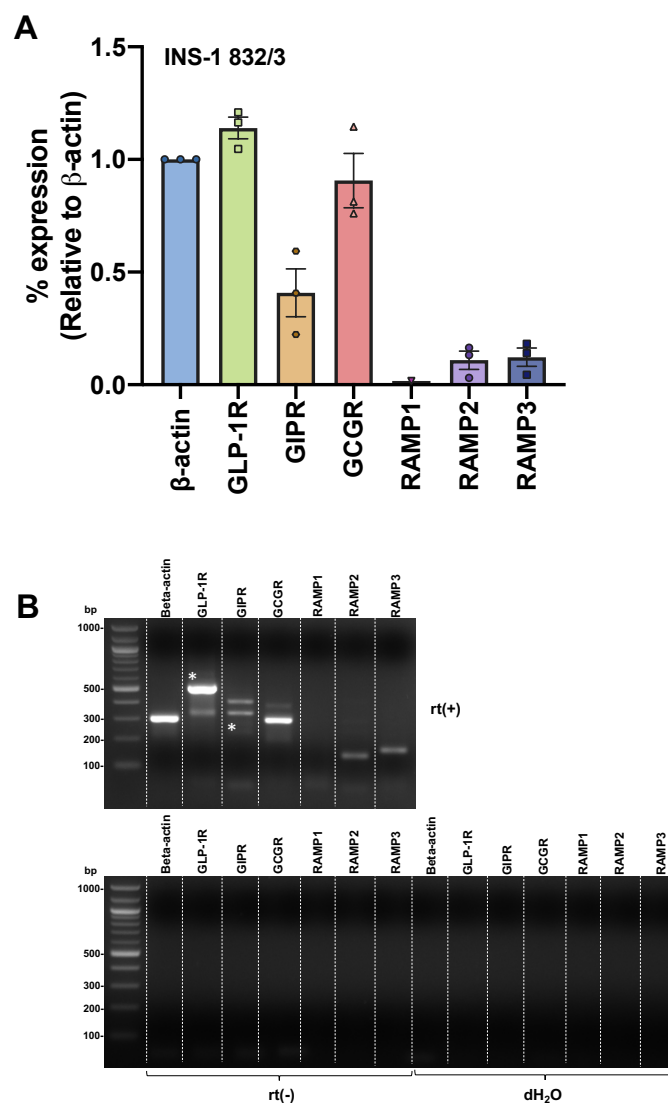 A
INS-1 832/3
% expression
(Relative to β-actin)
1.5
1.0
0.5
0.0
β-actin
GLP-1R
GIPR
GCGR
RAMP1
RAMP2
RAMP3
B
bp
Beta-actin
GLP-1R
GIPR
GCGR
RAMP1
RAMP2
RAMP3
1000-
500-
300-
200-
100-
*
*
rt(+)
bp
Beta-actin
GLP-1R
GIPR
GCGR
RAMP1
RAMP2
RAMP3
Beta-actin
GLP-1R
GIPR
GCGR
RAMP1
RAMP2
RAMP3
1000-
500-
300-
200-
100-
rt(-)
dH₂O